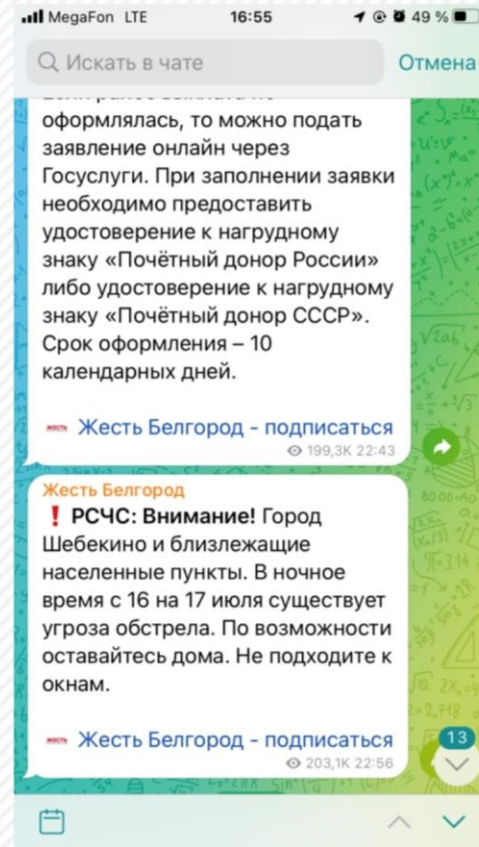 MegaFon LTE 16:55 49 %
Искать в чате Отмена
оформлялась, то можно подать
заявление онлайн через
Госуслуги. При заполнении заявки
необходимо предоставить
удостоверение к нагрудному
знаку «Почётный донор России»
либо удостоверение к нагрудному
знаку «Почётный донор СССР».
Срок оформления – 10
календарных дней.
жесть Жесть Белгород - подписаться
199,3K 22:43
Жесть Белгород
❗ РСЧС: Внимание! Город
Шебекино и близлежащие
населенные пункты. В ночное
время с 16 на 17 июля существует
угроза обстрела. По возможности
оставайтесь дома. Не подходите к
окнам.
жесть Жесть Белгород - подписаться
203,1K 22:56
13